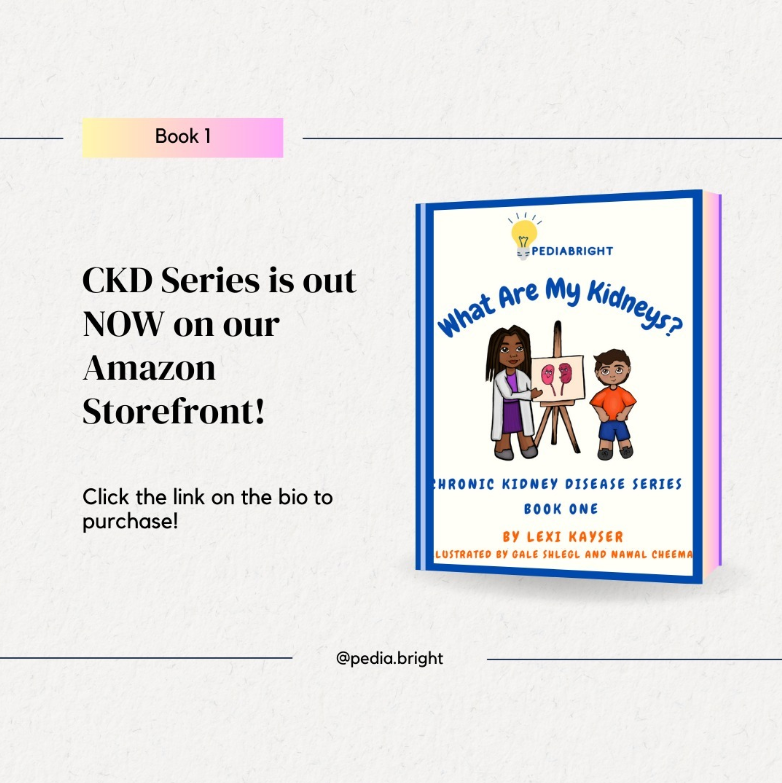 Book 1
CKD Series is out
NOW on our
Amazon
Storefront!
Click the link on the bio to
purchase!
PEDIABRIGHT
What Are My Kidneys?
HRONIC KIDNEY DISEASE SERIES
BOOK ONE
BY LEXI KAYSER
LUSTRATED BY GALE SHLEGL AND NAWAL CHEEMA
@pedia.bright